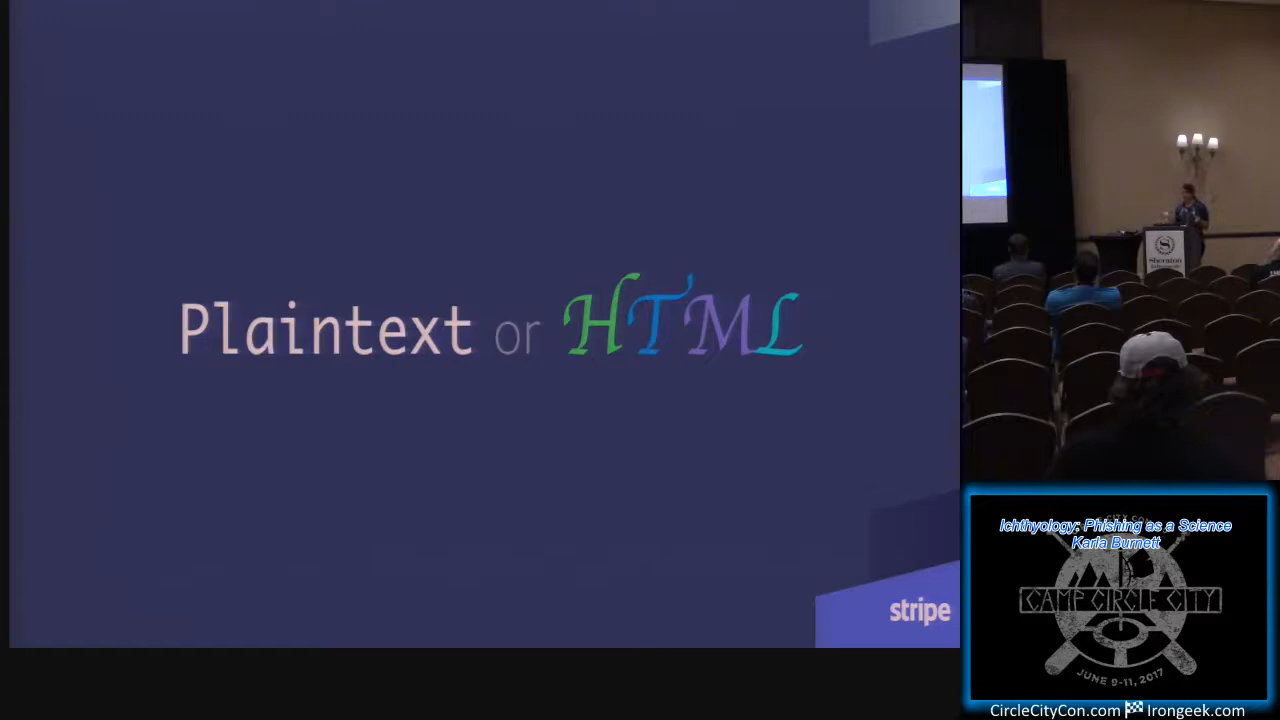 Plaintext or HTML
stripe
Sheraton
Ichthyology: Phishing as a Science
Karla Burnett
CAMP CIRCLE CITY
JUNE 9-11, 2017
CircleCityCon.com Irongeek.com